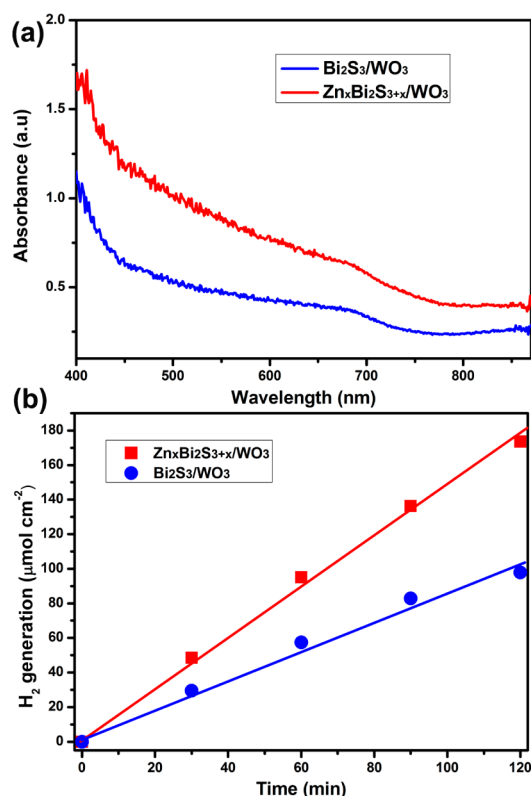 (a)
2.0
1.5
1.0
0.5
Absorbance (a.u)
Bi₂S₃/WO₃
ZnₓBi₂S₃₊ₓ/WO₃
400 500 600 700 800
Wavelength (nm)
(b)
180
160
140
120
100
80
60
40
20
0
H₂ generation (μmol cm⁻²)
ZnₓBi₂S₃₊ₓ/WO₃
Bi₂S₃/WO₃
0 20 40 60 80 100 120
Time (min)